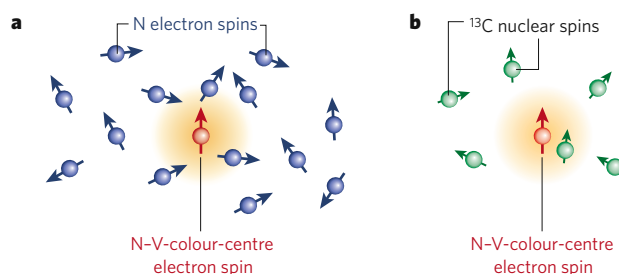 a
N electron spins
N–V-colour-centre
electron spin
b
¹³C nuclear spins
N–V-colour-centre
electron spin